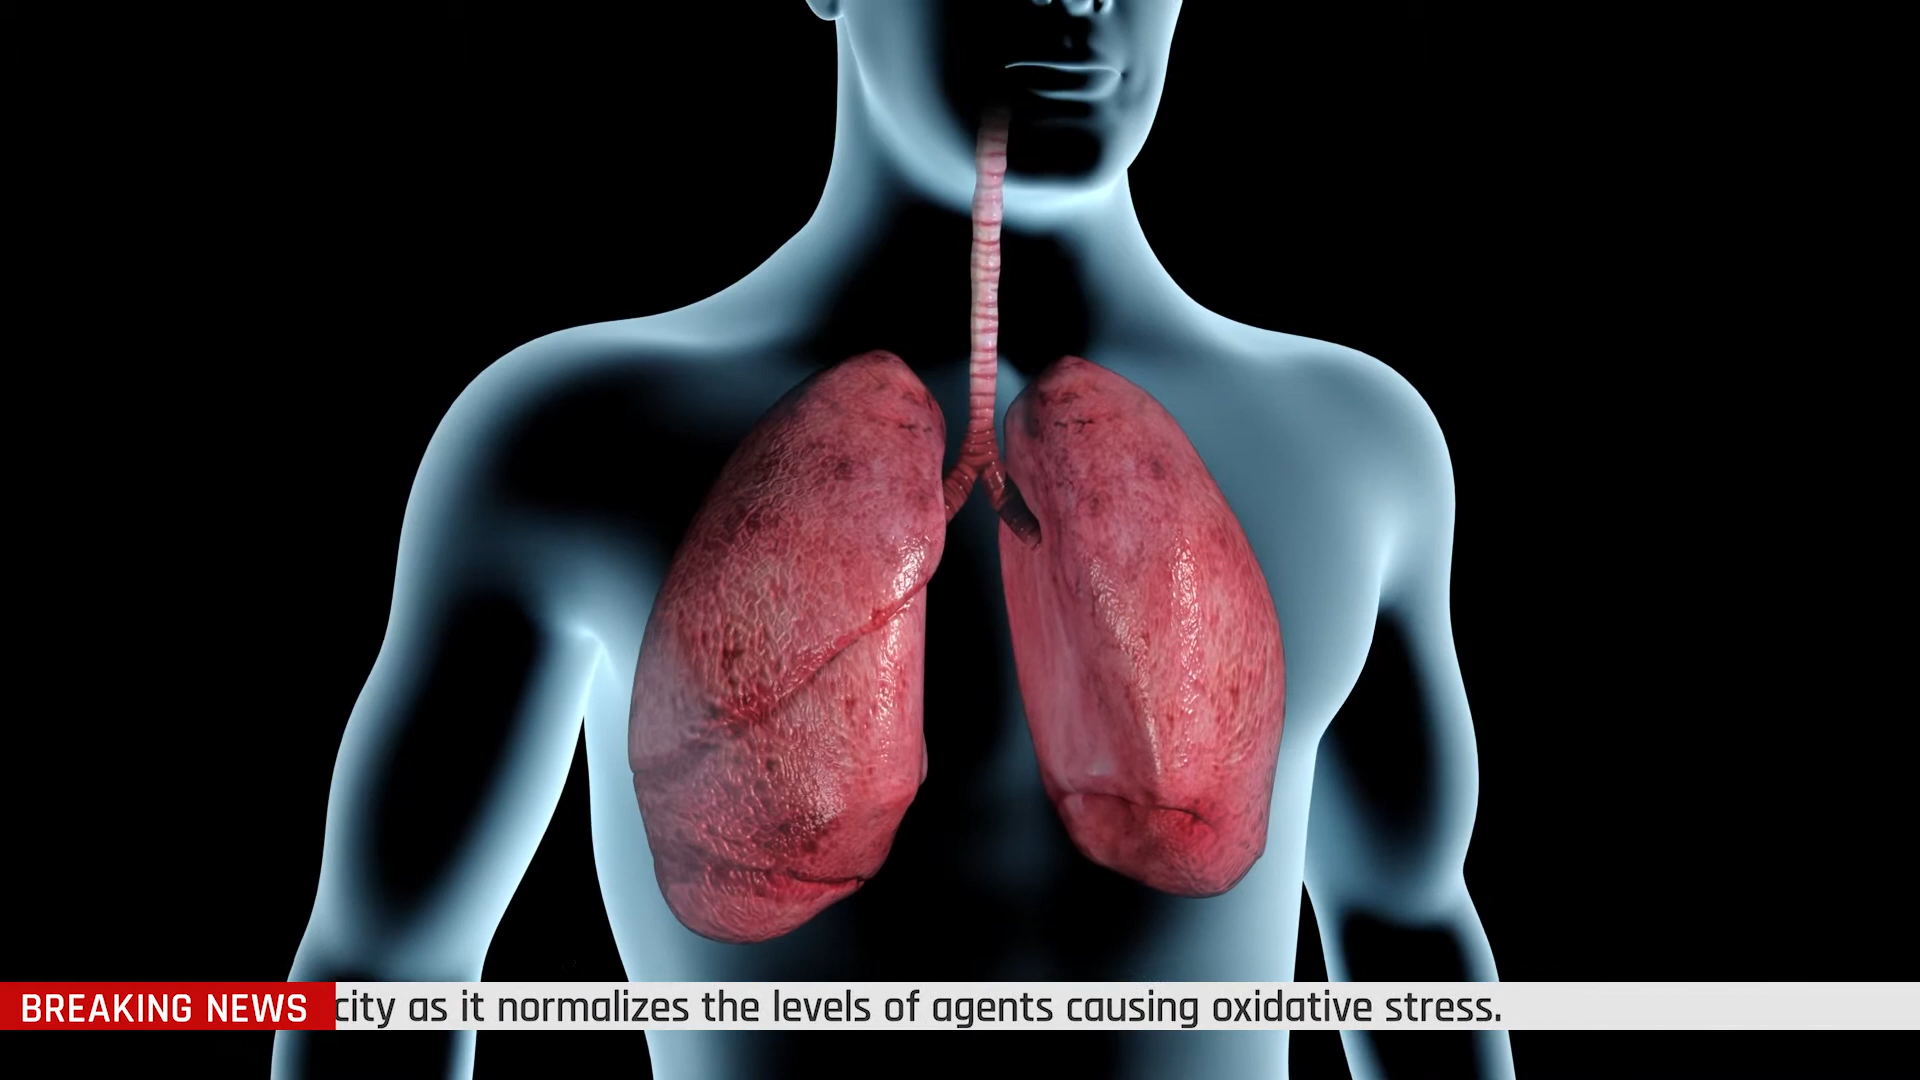 BREAKING NEWS city as it normalizes the levels of agents causing oxidative stress.